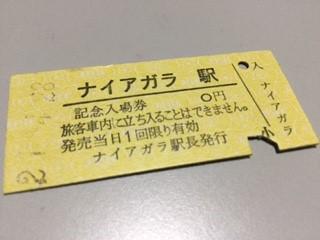 ナイアガラ 駅
記念入場券 0円
旅客車内に立ち入ることはできません。
発売当日1回限り有効
ナイアガラ駅長発行
入
ナイアガラ
小